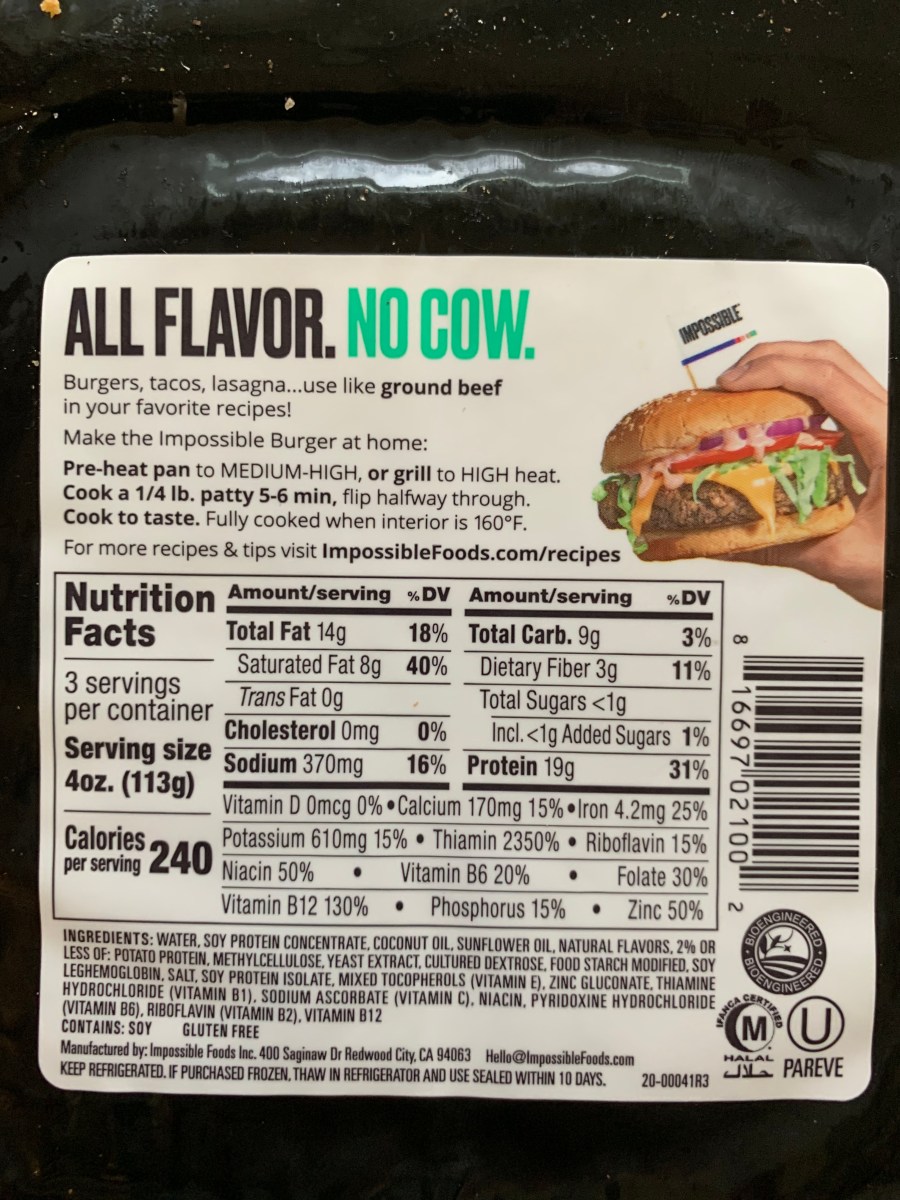 ALL FLAVOR. NO COW.
Burgers, tacos, lasagna...use like ground beef
in your favorite recipes!
Make the Impossible Burger at home:
Pre-heat pan to MEDIUM-HIGH, or grill to HIGH heat.
Cook a 1/4 lb. patty 5-6 min, flip halfway through.
Cook to taste. Fully cooked when interior is 160°F.
For more recipes & tips visit ImpossibleFoods.com/recipes
IMPOSSIBLE™
Nutrition
Facts
3 servings
per container
Serving size
4oz. (113g)
Calories
per serving 240
Amount/serving %DV
Total Fat 14g 18%
Saturated Fat 8g 40%
Trans Fat 0g
Cholesterol 0mg 0%
Sodium 370mg 16%
Amount/serving %DV
Total Carb. 9g 3%
Dietary Fiber 3g 11%
Total Sugars <1g
Incl. <1g Added Sugars 1%
Protein 19g 31%
Vitamin D 0mcg 0% • Calcium 170mg 15% • Iron 4.2mg 25%
Potassium 610mg 15% • Thiamin 2350% • Riboflavin 15%
Niacin 50% • Vitamin B6 20% • Folate 30%
Vitamin B12 130% • Phosphorus 15% • Zinc 50%
8 16697 02100 2
INGREDIENTS: WATER, SOY PROTEIN CONCENTRATE, COCONUT OIL, SUNFLOWER OIL, NATURAL FLAVORS, 2% OR
LESS OF: POTATO PROTEIN, METHYLCELLULOSE, YEAST EXTRACT, CULTURED DEXTROSE, FOOD STARCH MODIFIED, SOY
LEGHEMOGLOBIN, SALT, SOY PROTEIN ISOLATE, MIXED TOCOPHEROLS (VITAMIN E), ZINC GLUCONATE, THIAMINE
HYDROCHLORIDE (VITAMIN B1), SODIUM ASCORBATE (VITAMIN C), NIACIN, PYRIDOXINE HYDROCHLORIDE
(VITAMIN B6), RIBOFLAVIN (VITAMIN B2), VITAMIN B12
CONTAINS: SOY GLUTEN FREE
Manufactured by: Impossible Foods Inc. 400 Saginaw Dr Redwood City, CA 94063 Hello@ImpossibleFoods.com
KEEP REFRIGERATED. IF PURCHASED FROZEN, THAW IN REFRIGERATOR AND USE SEALED WITHIN 10 DAYS. 20-00041R3
BIOENGINEERED
BIOENGINEERED
IFANCA CERTIFIED
M
HALAL
حلال
U
PAREVE